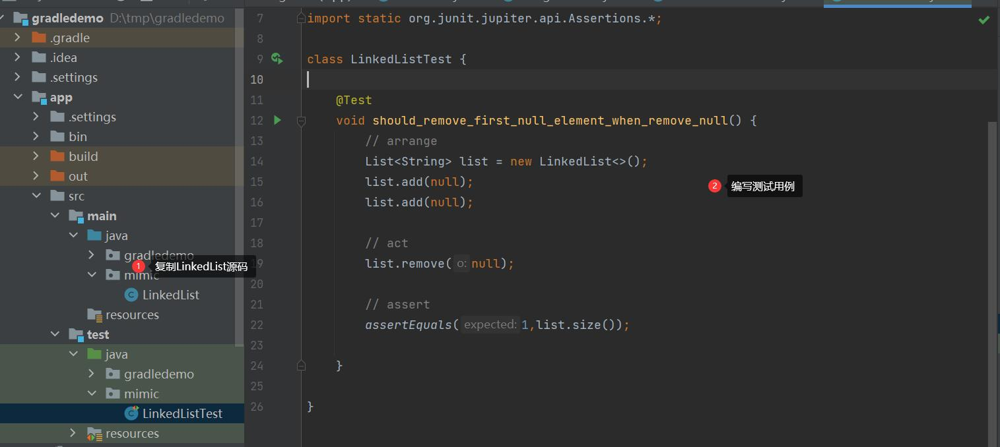 gradledemo D:\tmp\gradledemo
.gradle
.idea
.settings
app
.settings
bin
build
out
src
main
java
gradledemo
1 复制LinkedList源码
mimic
LinkedList
resources
test
java
gradledemo
mimic
LinkedListTest
resources
7 import static org.junit.jupiter.api.Assertions.*;
8
9 class LinkedListTest {
10
11 @Test
12 void should_remove_first_null_element_when_remove_null() {
13 // arrange
14 List<String> list = new LinkedList<>();
15 list.add(null);
2 编写测试用例
16 list.add(null);
17
18 // act
19 list.remove( o: null);
20
21 // assert
22 assertEquals( expected: 1,list.size());
23
24 }
25
26 }